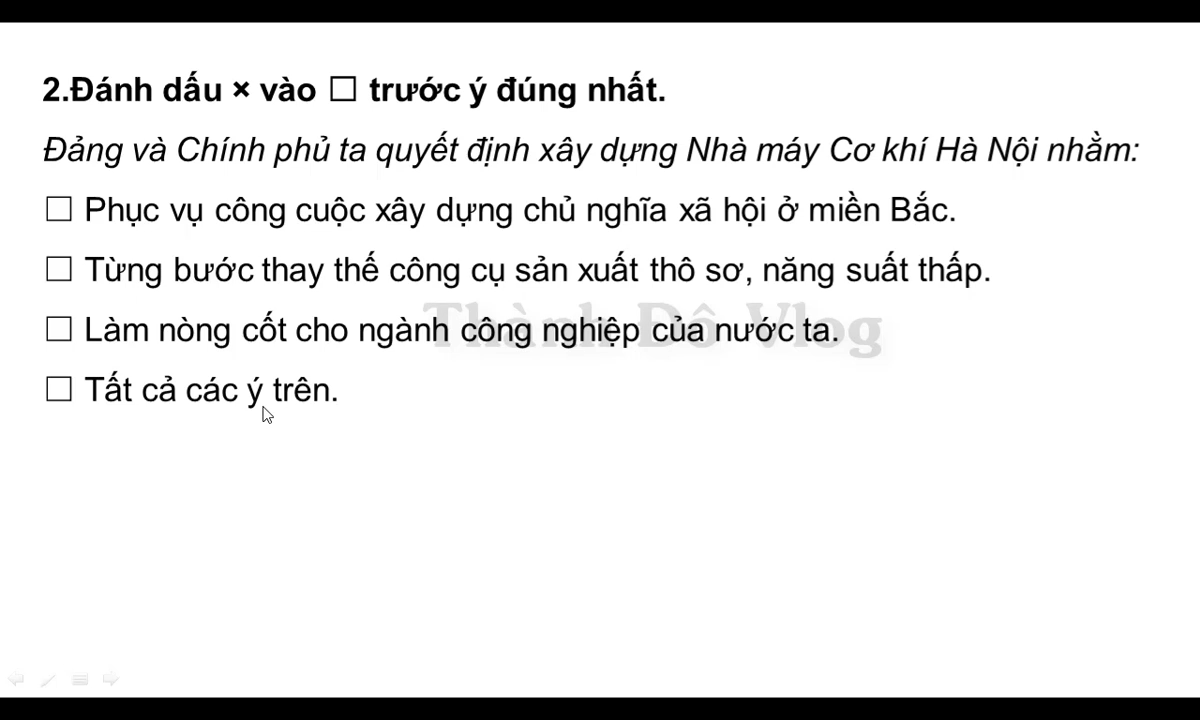 2.Đánh dấu × vào ☐ trước ý đúng nhất.
Đảng và Chính phủ ta quyết định xây dựng Nhà máy Cơ khí Hà Nội nhằm:
☐ Phục vụ công cuộc xây dựng chủ nghĩa xã hội ở miền Bắc.
☐ Từng bước thay thế công cụ sản xuất thô sơ, năng suất thấp.
☐ Làm nòng cốt cho ngành công nghiệp của nước ta.
Thành Đô Vlog
☐ Tất cả các ý trên.